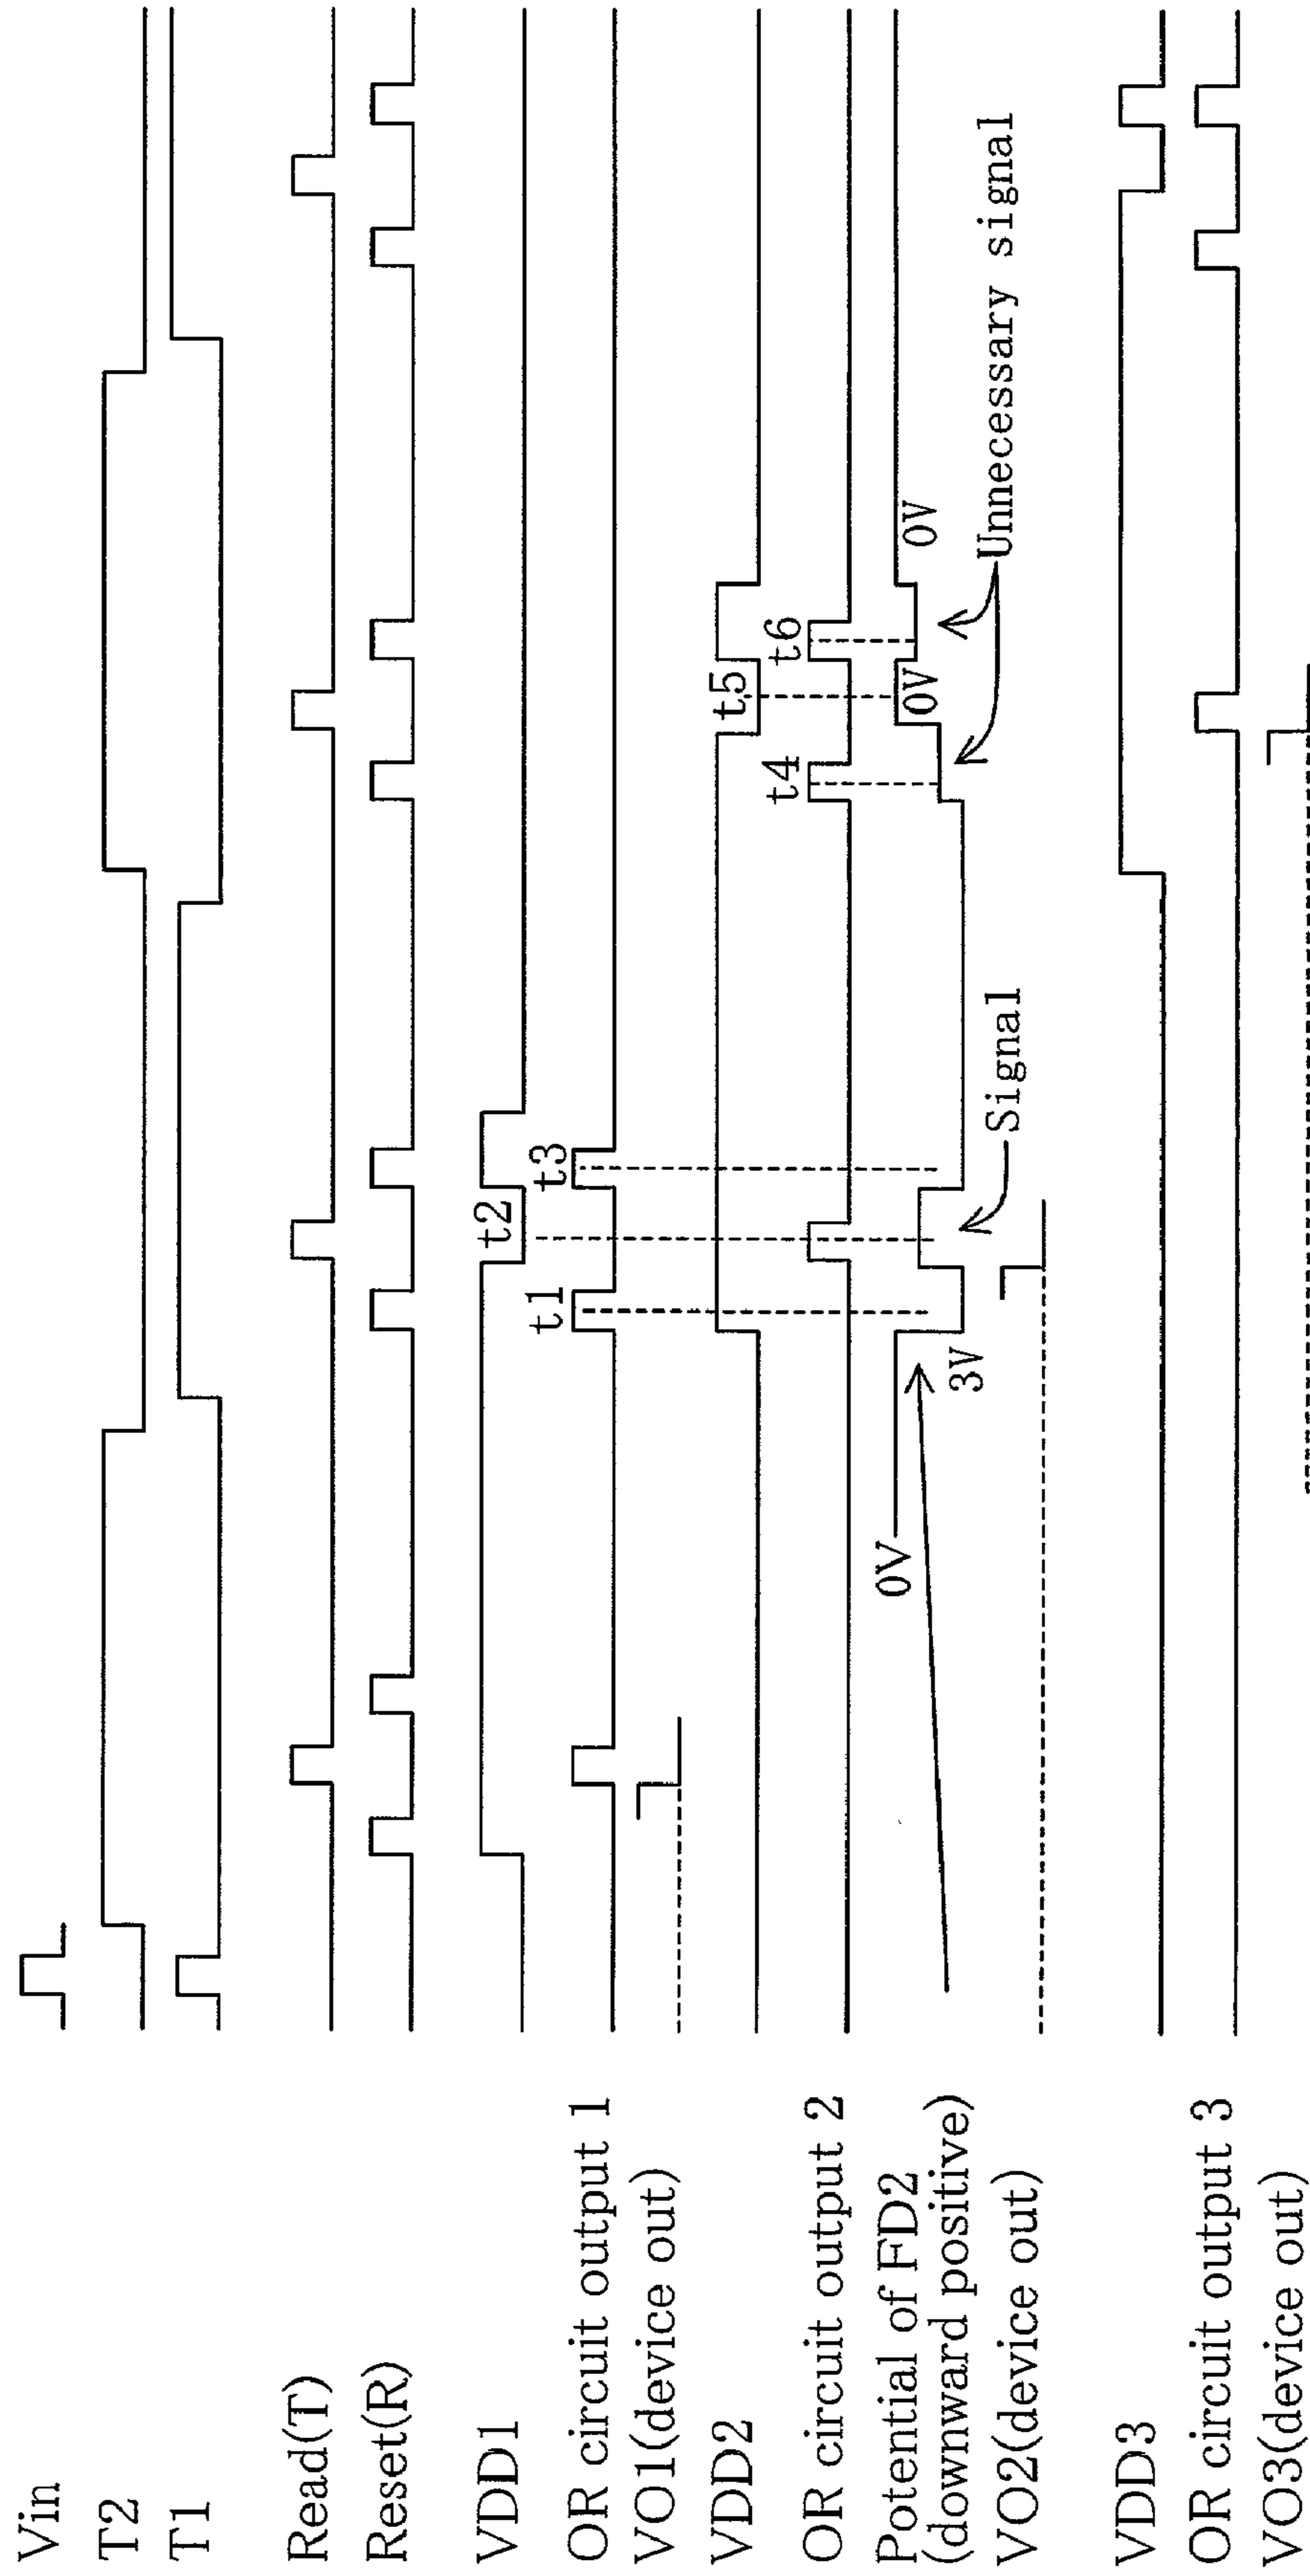 Vin
T2
T1
Read(T)
Reset(R)
VDD1
t2
OR circuit output 1
t1
t3
VO1(device out)
VDD2
t5
OR circuit output 2
t4
t6
Potential of FD2
(downward positive)
0V
3V
0V
0V
Signal
Unnecessary signal
VO2(device out)
VDD3
OR circuit output 3
VO3(device out)